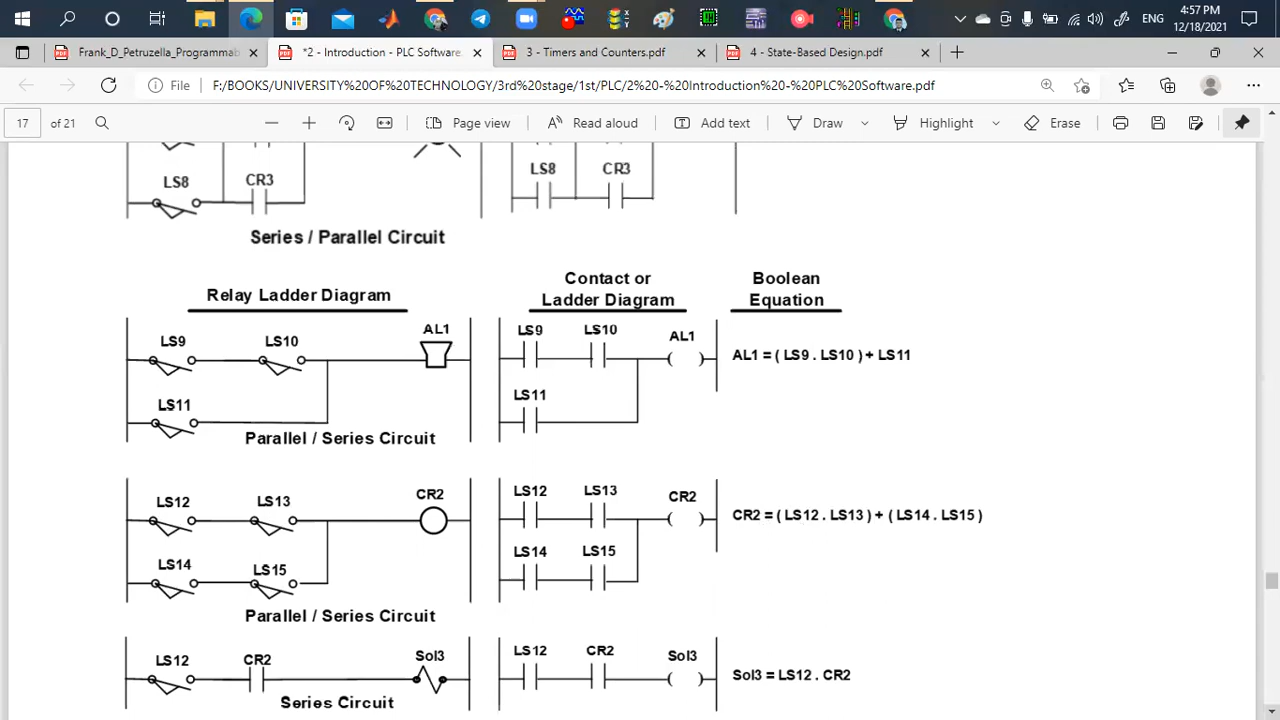 ENG
4:57 PM
12/18/2021
Frank_D_Petruzella_Programmab
*2 - Introduction - PLC Software.
3 - Timers and Counters.pdf
4 - State-Based Design.pdf
File
F:/BOOKS/UNIVERSITY%20OF%20TECHNOLOGY/3rd%20stage/1st/PLC/2%20-%20Introduction%20-%20PLC%20Software.pdf
17 of 21
Page view
Read aloud
Add text
Draw
Highlight
Erase
LS8 CR3
LS8 CR3
Series / Parallel Circuit
Relay Ladder Diagram
Contact or
Ladder Diagram
Boolean
Equation
LS9 LS10 AL1
LS11
Parallel / Series Circuit
LS9 LS10 AL1
LS11
AL1 = ( LS9 . LS10 ) + LS11
LS12 LS13 CR2
LS14 LS15
Parallel / Series Circuit
LS12 LS13 CR2
LS14 LS15
CR2 = ( LS12 . LS13 ) + ( LS14 . LS15 )
LS12 CR2 Sol3
Series Circuit
LS12 CR2 Sol3
Sol3 = LS12 . CR2